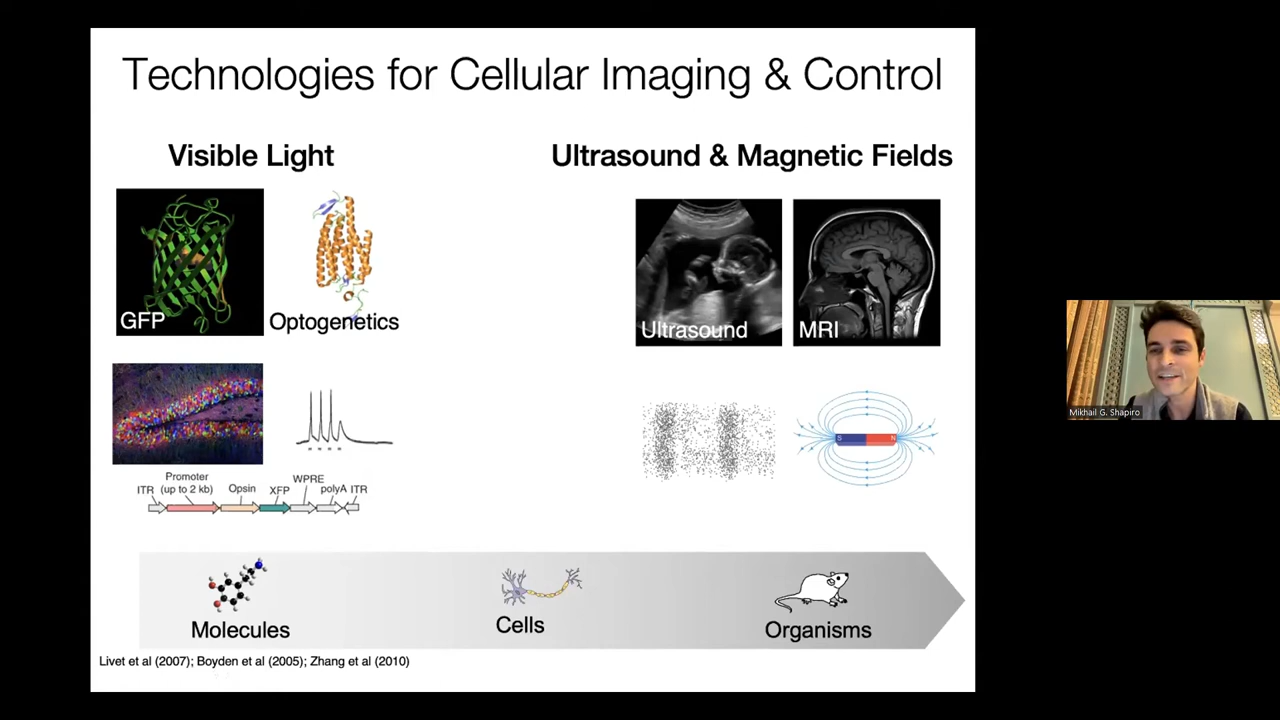 Technologies for Cellular Imaging & Control
Visible Light
Ultrasound & Magnetic Fields
GFP
Optogenetics
Ultrasound
MRI
S
N
Promoter
ITR (up to 2 kb) Opsin XFP WPRE polyA ITR
Molecules
Cells
Organisms
Livet et al (2007); Boyden et al (2005); Zhang et al (2010)
Mikhail G. Shapiro